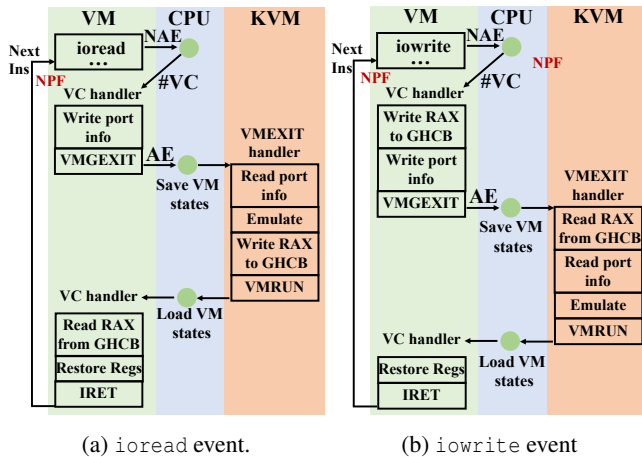 VM CPU KVM
Next
Ins
ioread
...
NAE
NPF
#VC
VC handler
Write port
info
VMGEXIT
AE
Save VM
states
VMEXIT
handler
Read port
info
Emulate
Write RAX
to GHCB
VMRUN
Load VM
states
VC handler
Read RAX
from GHCB
Restore Regs
IRET
(a) ioread event.
VM CPU KVM
Next
Ins
iowrite
...
NAE
NPF
NPF
#VC
VC handler
Write RAX
to GHCB
Write port
info
VMGEXIT
AE
Save VM
states
VMEXIT
handler
Read RAX
from GHCB
Read port
info
Emulate
VMRUN
Load VM
states
VC handler
Restore Regs
IRET
(b) iowrite event